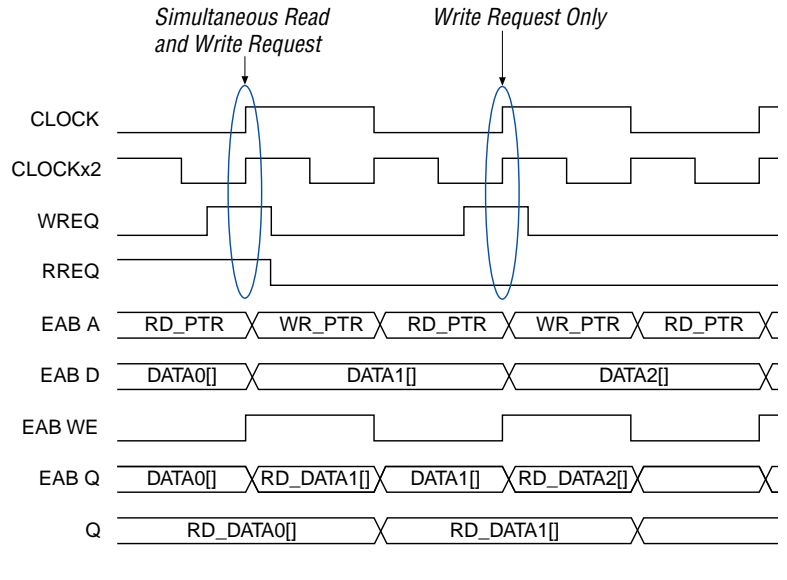 Simultaneous Read
and Write Request
Write Request Only
CLOCK
CLOCKx2
WREQ
RREQ
EAB A RD_PTR WR_PTR RD_PTR WR_PTR RD_PTR
EAB D DATA0[] DATA1[] DATA2[]
EAB WE
EAB Q DATA0[] RD_DATA1[] DATA1[] RD_DATA2[]
Q RD_DATA0[] RD_DATA1[]